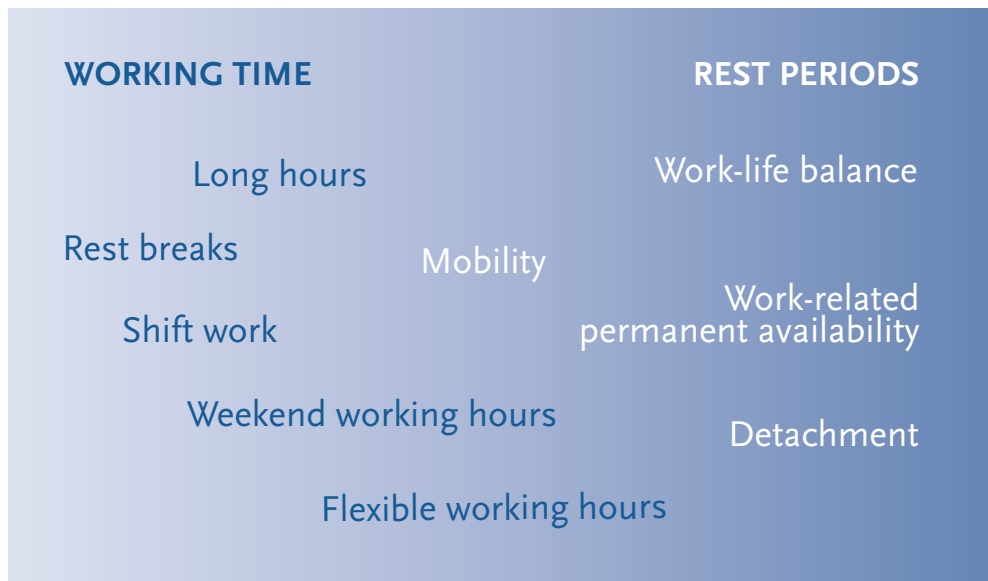 WORKING TIME
REST PERIODS
Long hours
Work-life balance
Rest breaks
Mobility
Work-related
permanent availability
Shift work
Weekend working hours
Detachment
Flexible working hours